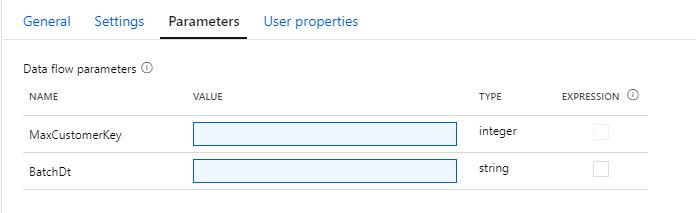 General Settings Parameters User properties
Data flow parameters
NAME VALUE TYPE EXPRESSION
MaxCustomerKey integer
BatchDt string